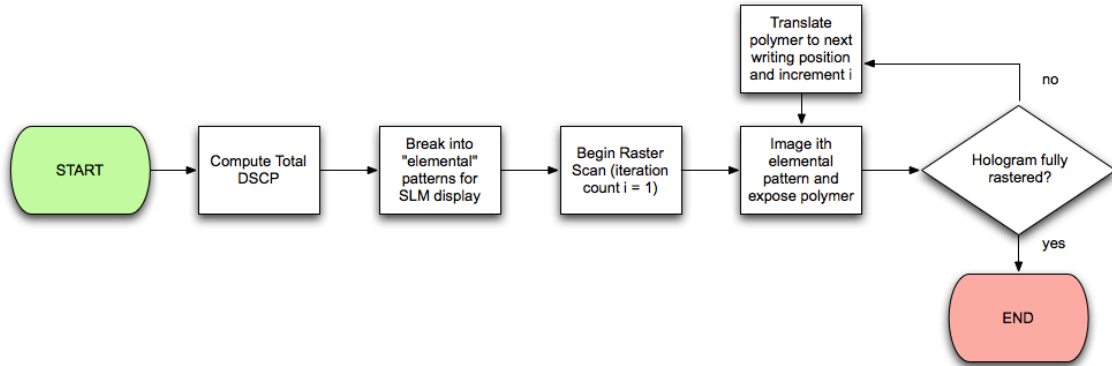 START
Compute Total
DSCP
Break into
"elemental"
patterns for
SLM display
Begin Raster
Scan (iteration
count i = 1)
Translate
polymer to next
writing position
and increment i
Image ith
elemental
pattern and
expose polymer
Hologram fully
rastered?
no
yes
END